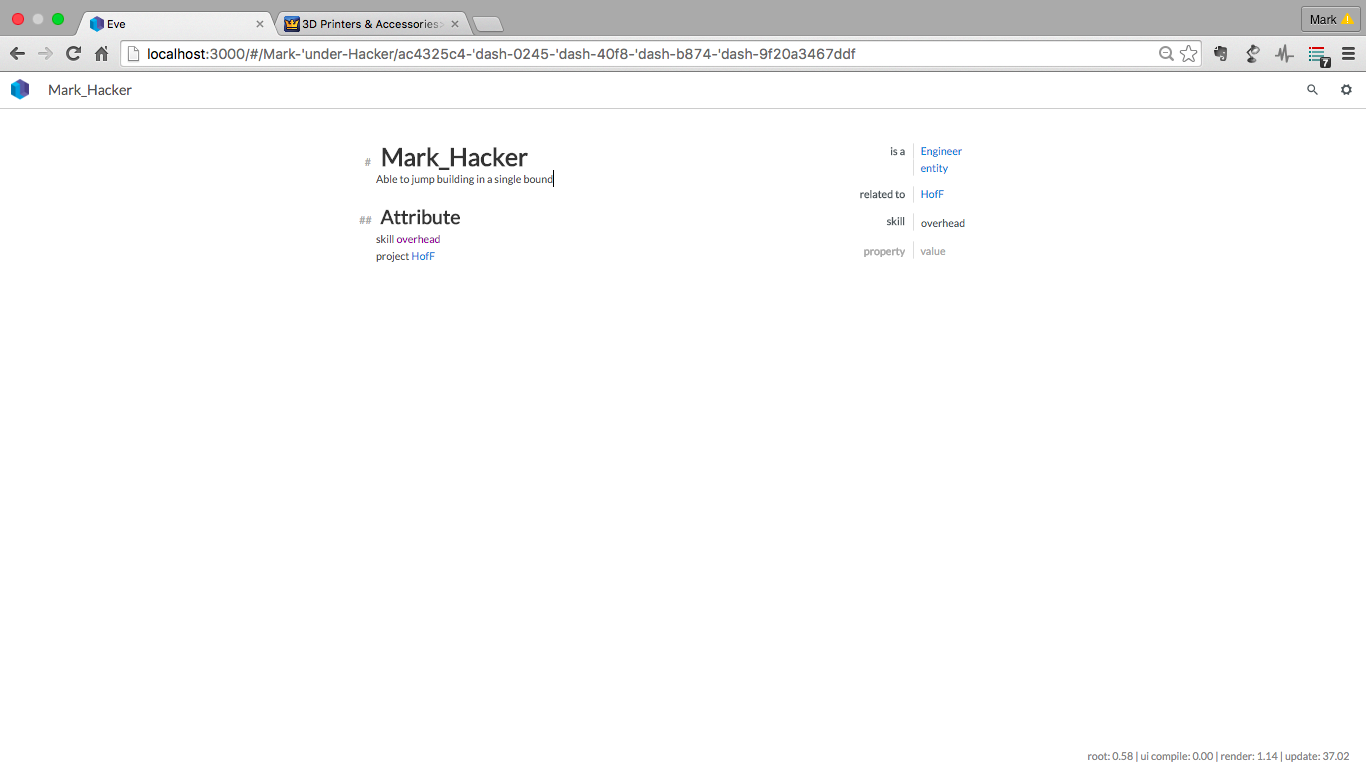 Eve
3D Printers & Accessories
Mark
localhost:3000/#/Mark-'under-Hacker/ac4325c4-'dash-0245-'dash-40f8-'dash-b874-'dash-9f20a3467ddf
7
Mark_Hacker
# Mark_Hacker
Able to jump building in a single bound
## Attribute
skill overhead
project HofF
is a Engineer
entity
related to HofF
skill overhead
property value
root: 0.58 | ui compile: 0.00 | render: 1.14 | update: 37.02